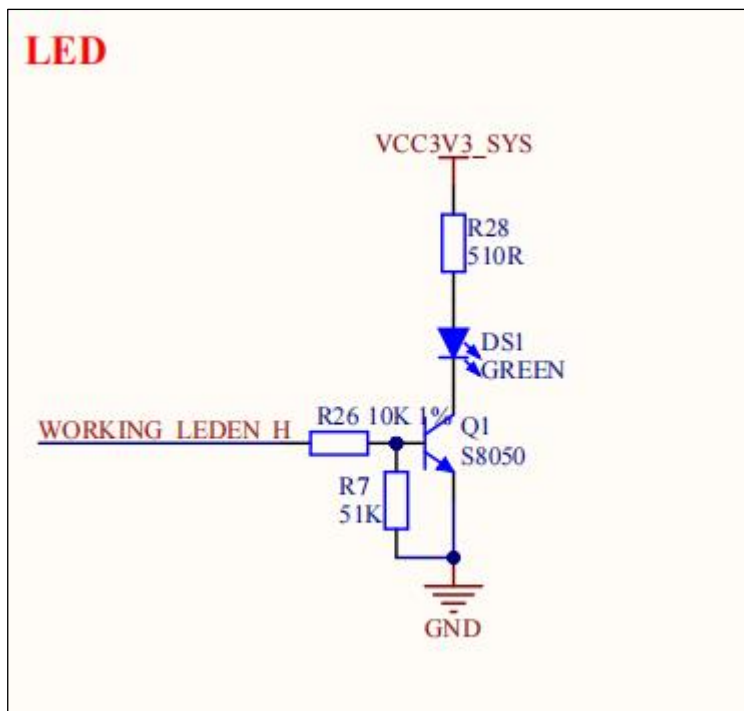 LED
VCC3V3_SYS
R28
510R
DS1
GREEN
WORKING_LEDEN_H
R26 10K 1%
Q1
S8050
R7
51K
GND